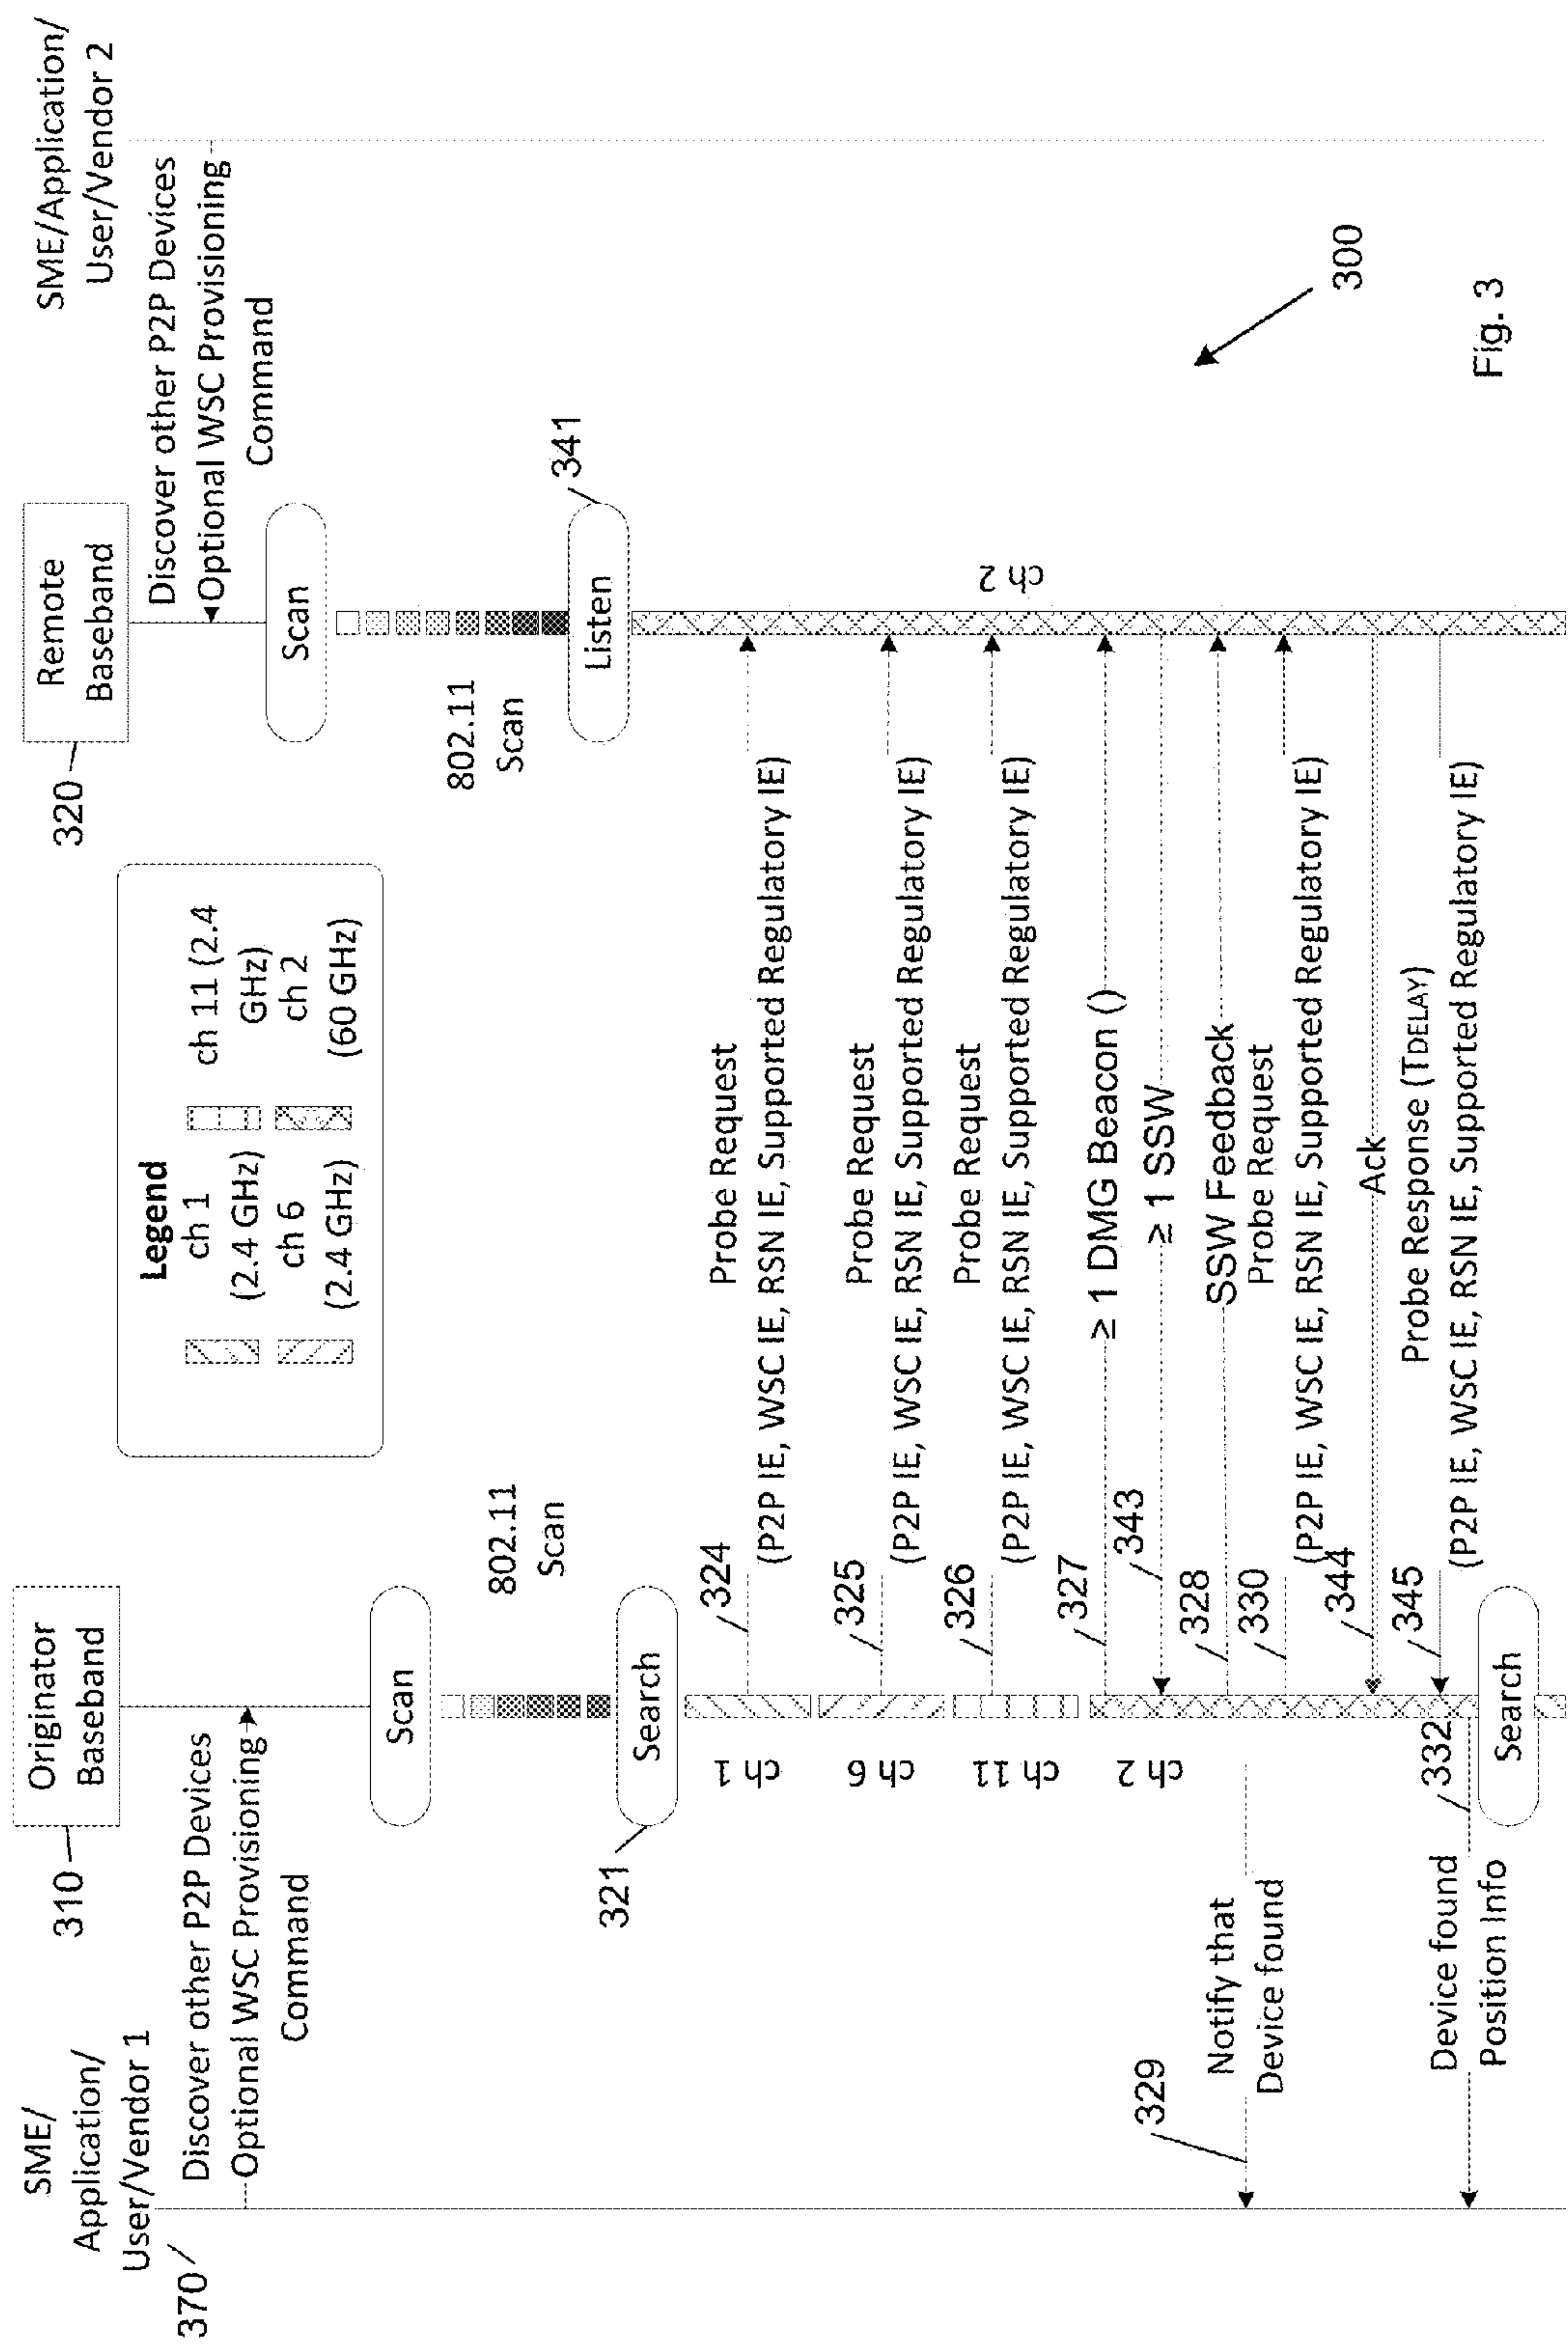 SME/
Application/
User/Vendor 1
370
Originator
Baseband
310
Remote
Baseband
320
SME/Application/
User/Vendor 2
Legend
ch 1
(2.4 GHz)
ch 11 (2.4
GHz)
ch 6
(2.4 GHz)
ch 2
(60 GHz)
Discover other P2P Devices
Optional WSC Provisioning
Command
Discover other P2P Devices
Optional WSC Provisioning
Command
Scan
Scan
802.11
Scan
802.11
Scan
Search
321
Listen
341
ch 1
324
Probe Request
(P2P IE, WSC IE, RSN IE, Supported Regulatory IE)
ch 6
325
Probe Request
(P2P IE, WSC IE, RSN IE, Supported Regulatory IE)
ch 11
326
Probe Request
(P2P IE, WSC IE, RSN IE, Supported Regulatory IE)
ch 2
ch 2
327
≥ 1 DMG Beacon ()
343
≥ 1 SSW
328
SSW Feedback
329
Notify that
Device found
330
Probe Request
(P2P IE, WSC IE, RSN IE, Supported Regulatory IE)
344
Ack
345
Probe Response (TDELAY)
(P2P IE, WSC IE, RSN IE, Supported Regulatory IE)
332
Device found
Position Info
Search
300
Fig. 3